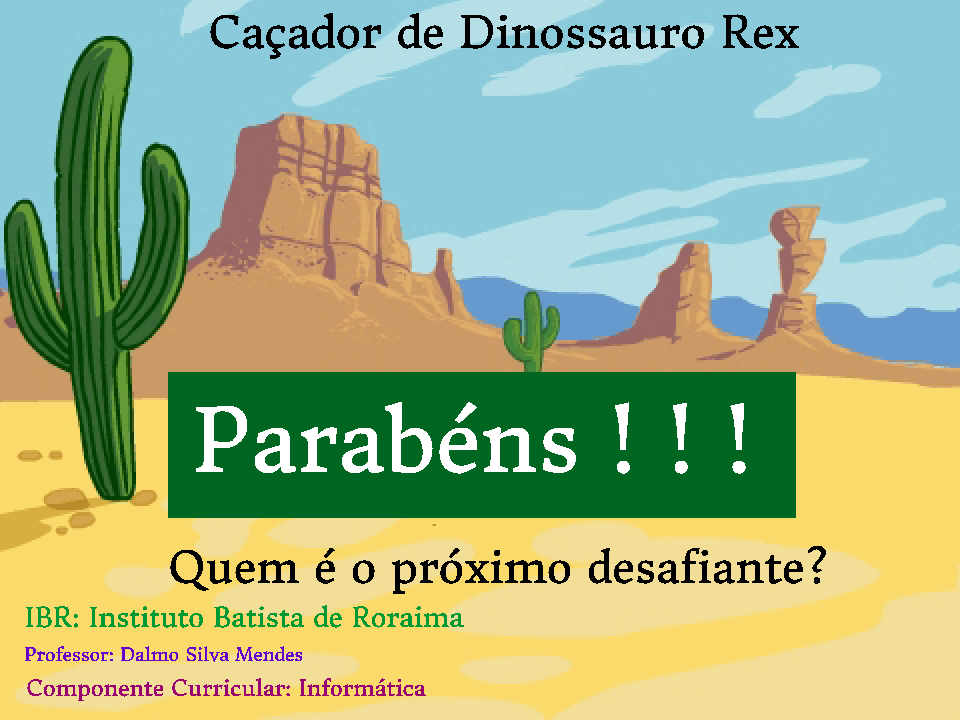 Caçador de Dinossauro Rex
Parabéns ! ! !
Quem é o próximo desafiante?
IBR: Instituto Batista de Roraima
Professor: Dalmo Silva Mendes
Componente Curricular: Informática